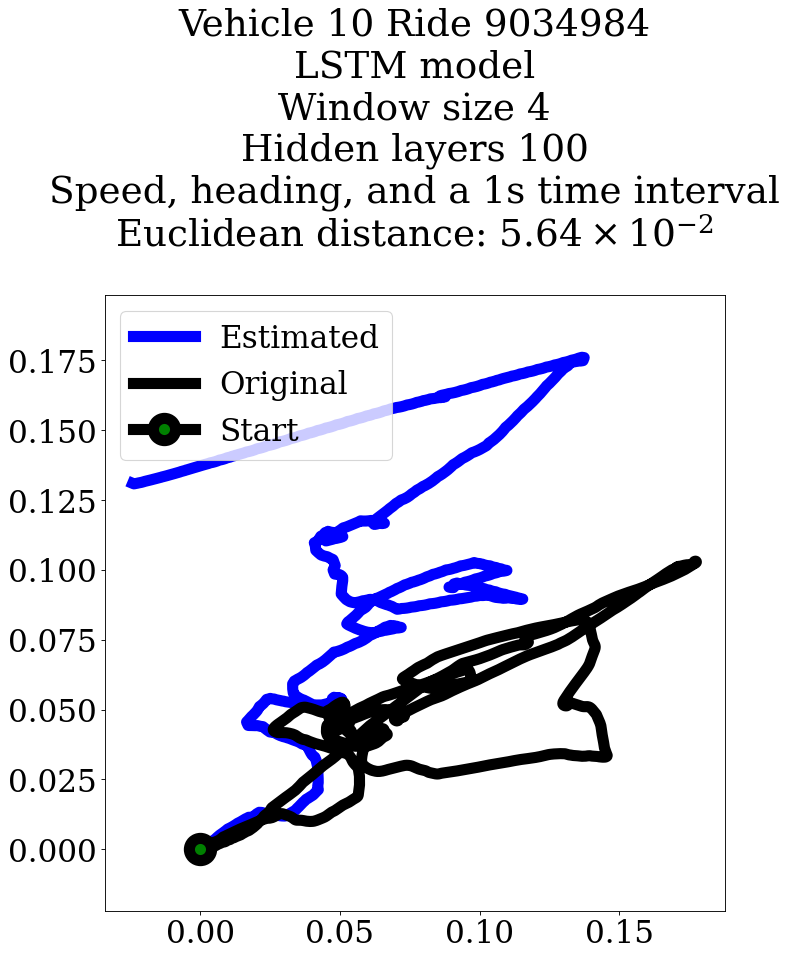 Vehicle 10 Ride 9034984
LSTM model
Window size 4
Hidden layers 100
Speed, heading, and a 1s time interval
Euclidean distance: $5.64 \times 10^{-2}$
Estimated
Original
Start
0.175
0.150
0.125
0.100
0.075
0.050
0.025
0.000
0.00 0.05 0.10 0.15